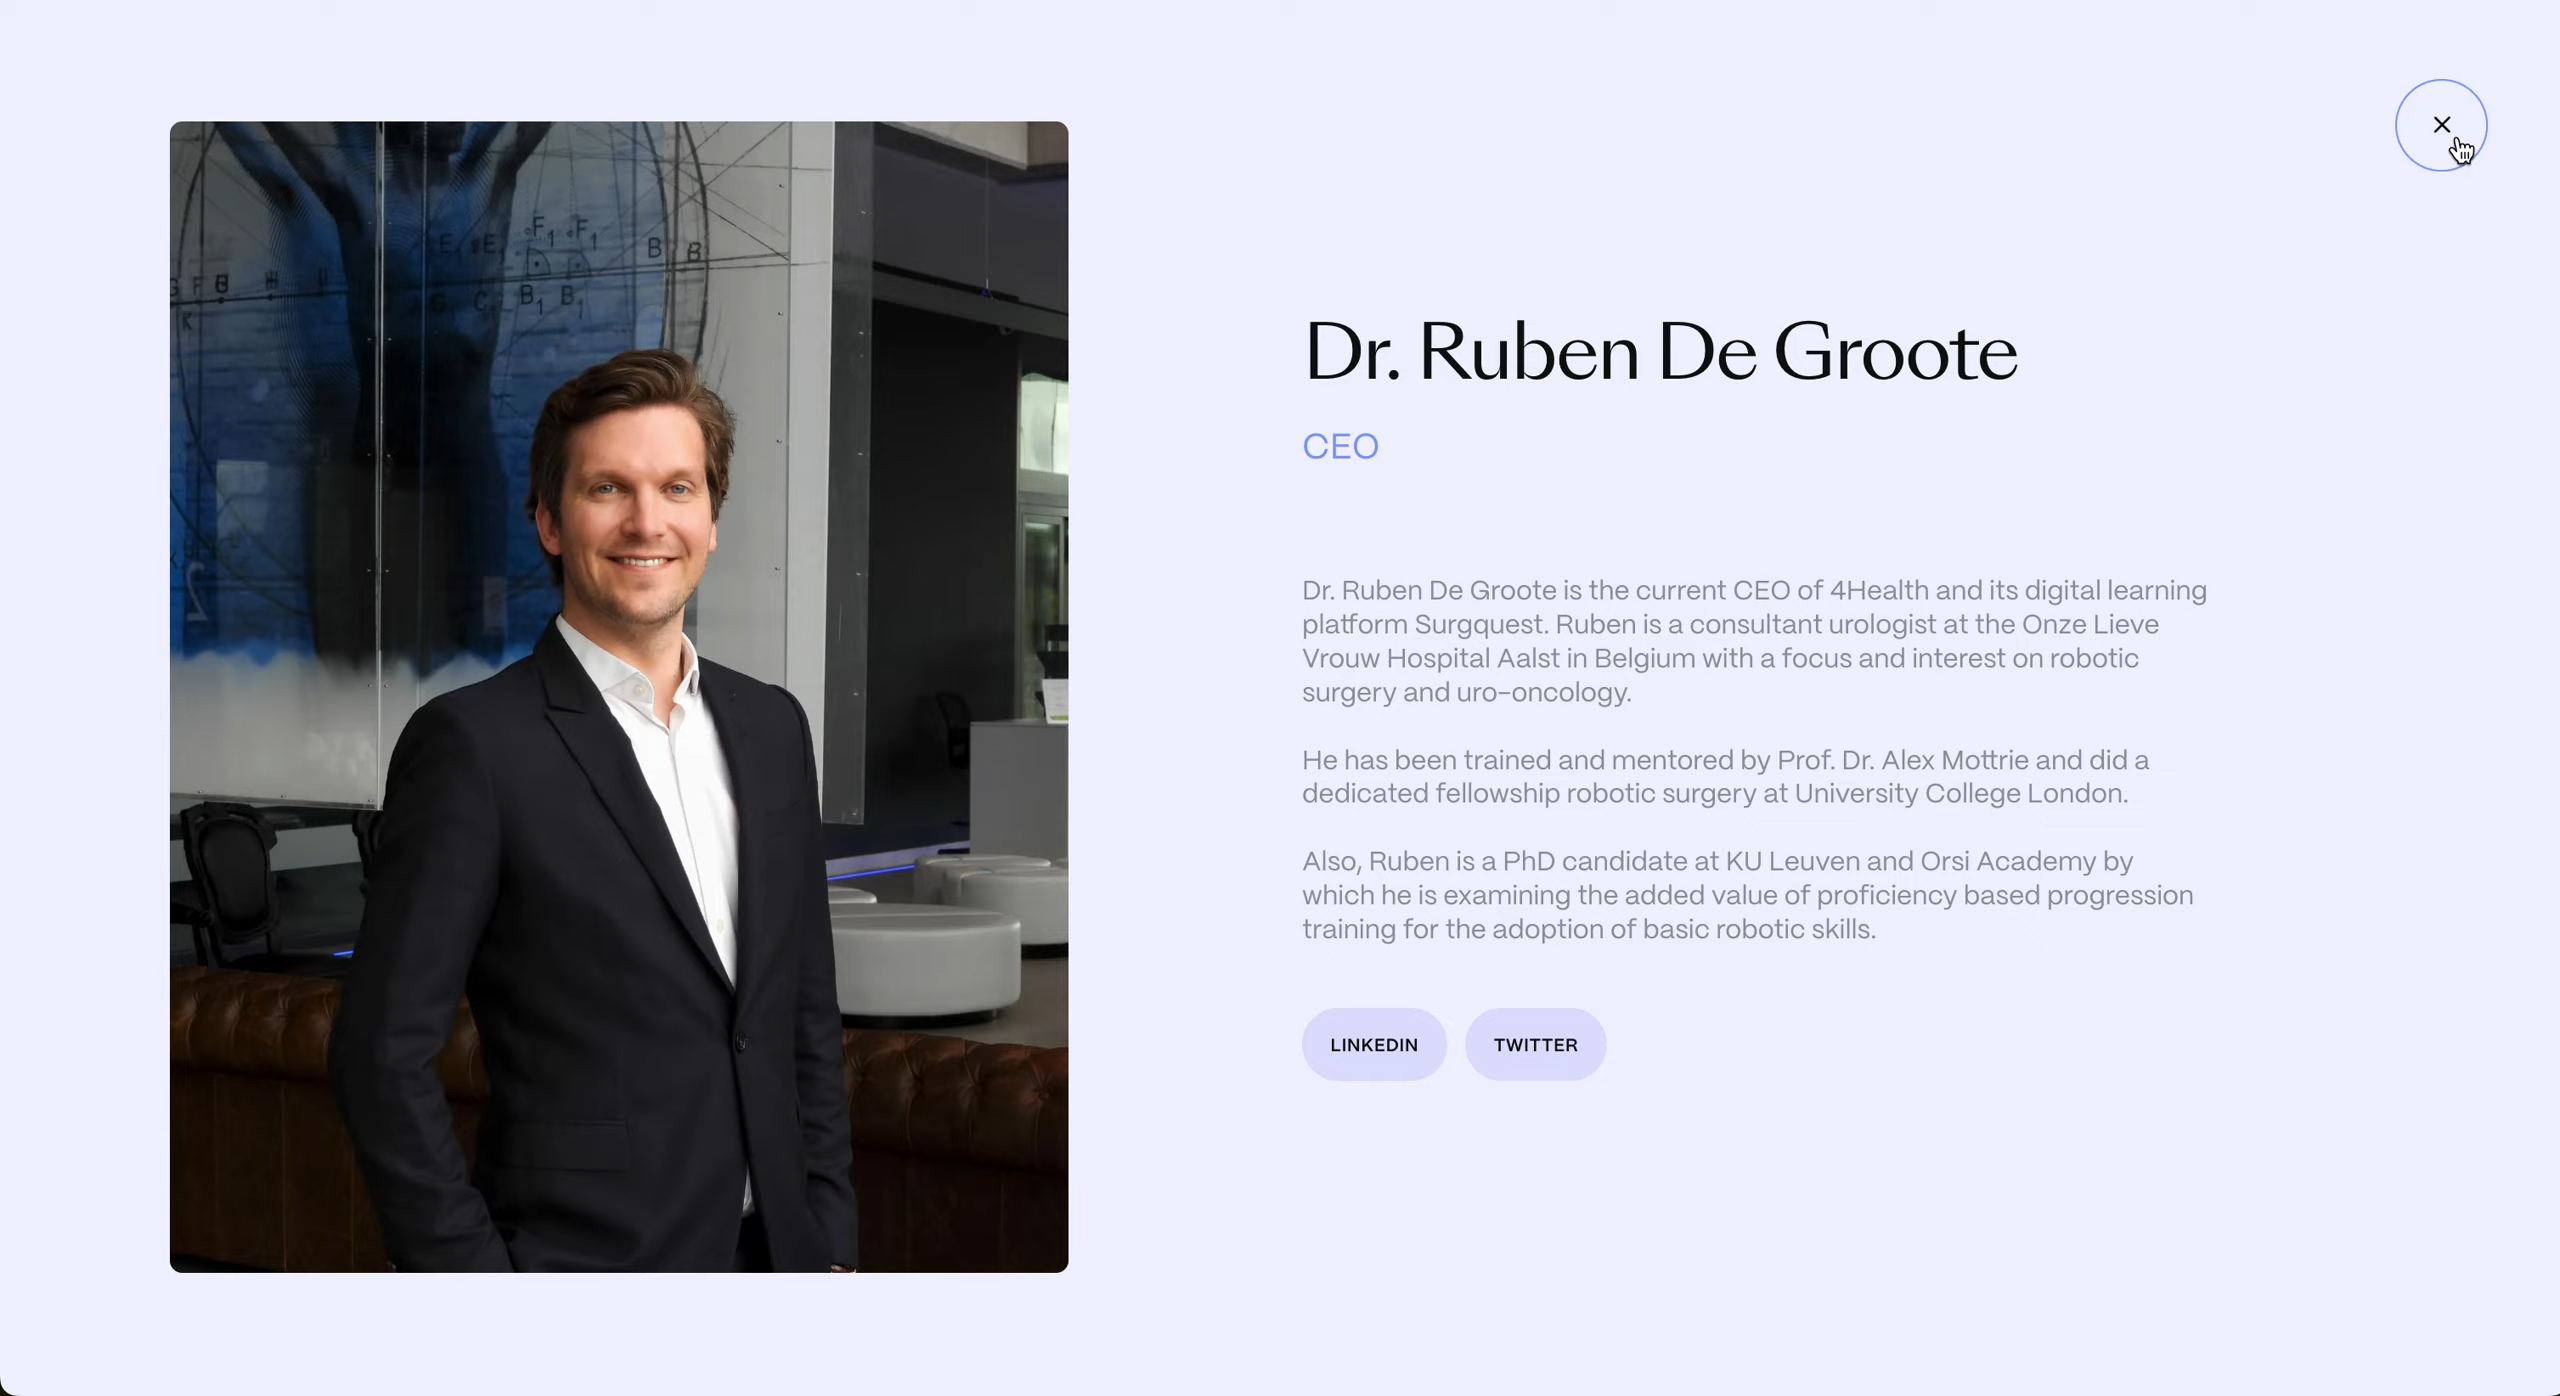 Dr. Ruben De Groote
CEO
Dr. Ruben De Groote is the current CEO of 4Health and its digital learning
platform Surgquest. Ruben is a consultant urologist at the Onze Lieve
Vrouw Hospital Aalst in Belgium with a focus and interest on robotic
surgery and uro-oncology.
He has been trained and mentored by Prof. Dr. Alex Mottrie and did a
dedicated fellowship robotic surgery at University College London.
Also, Ruben is a PhD candidate at KU Leuven and Orsi Academy by
which he is examining the added value of proficiency based progression
training for the adoption of basic robotic skills.
LINKEDIN
TWITTER